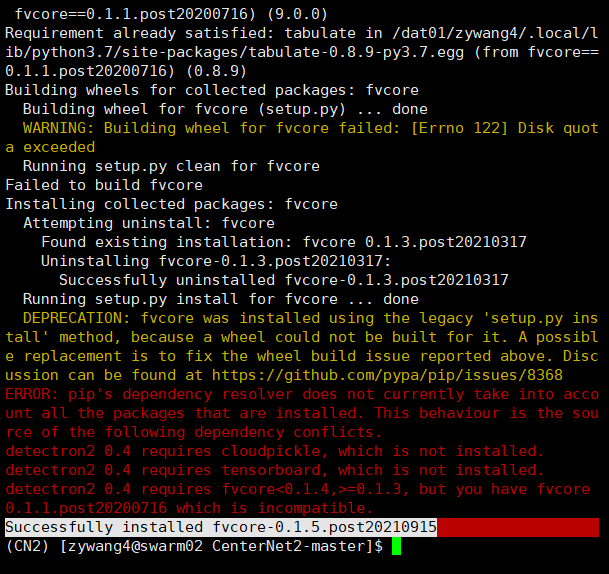 fvcore==0.1.1.post20200716) (9.0.0)
Requirement already satisfied: tabulate in /dat01/zywang4/.local/l
ib/python3.7/site-packages/tabulate-0.8.9-py3.7.egg (from fvcore==
0.1.1.post20200716) (0.8.9)
Building wheels for collected packages: fvcore
  Building wheel for fvcore (setup.py) ... done
  WARNING: Building wheel for fvcore failed: [Errno 122] Disk quot
a exceeded
  Running setup.py clean for fvcore
Failed to build fvcore
Installing collected packages: fvcore
  Attempting uninstall: fvcore
    Found existing installation: fvcore 0.1.3.post20210317
    Uninstalling fvcore-0.1.3.post20210317:
      Successfully uninstalled fvcore-0.1.3.post20210317
  Running setup.py install for fvcore ... done
  DEPRECATION: fvcore was installed using the legacy 'setup.py ins
tall' method, because a wheel could not be built for it. A possibl
e replacement is to fix the wheel build issue reported above. Disc
ussion can be found at https://github.com/pypa/pip/issues/8368
ERROR: pip's dependency resolver does not currently take into acco
unt all the packages that are installed. This behaviour is the sou
rce of the following dependency conflicts.
detectron2 0.4 requires cloudpickle, which is not installed.
detectron2 0.4 requires tensorboard, which is not installed.
detectron2 0.4 requires fvcore<0.1.4,>=0.1.3, but you have fvcore 
0.1.1.post20200716 which is incompatible.
Successfully installed fvcore-0.1.5.post20210915
(CN2) [zywang4@swarm02 CenterNet2-master]$